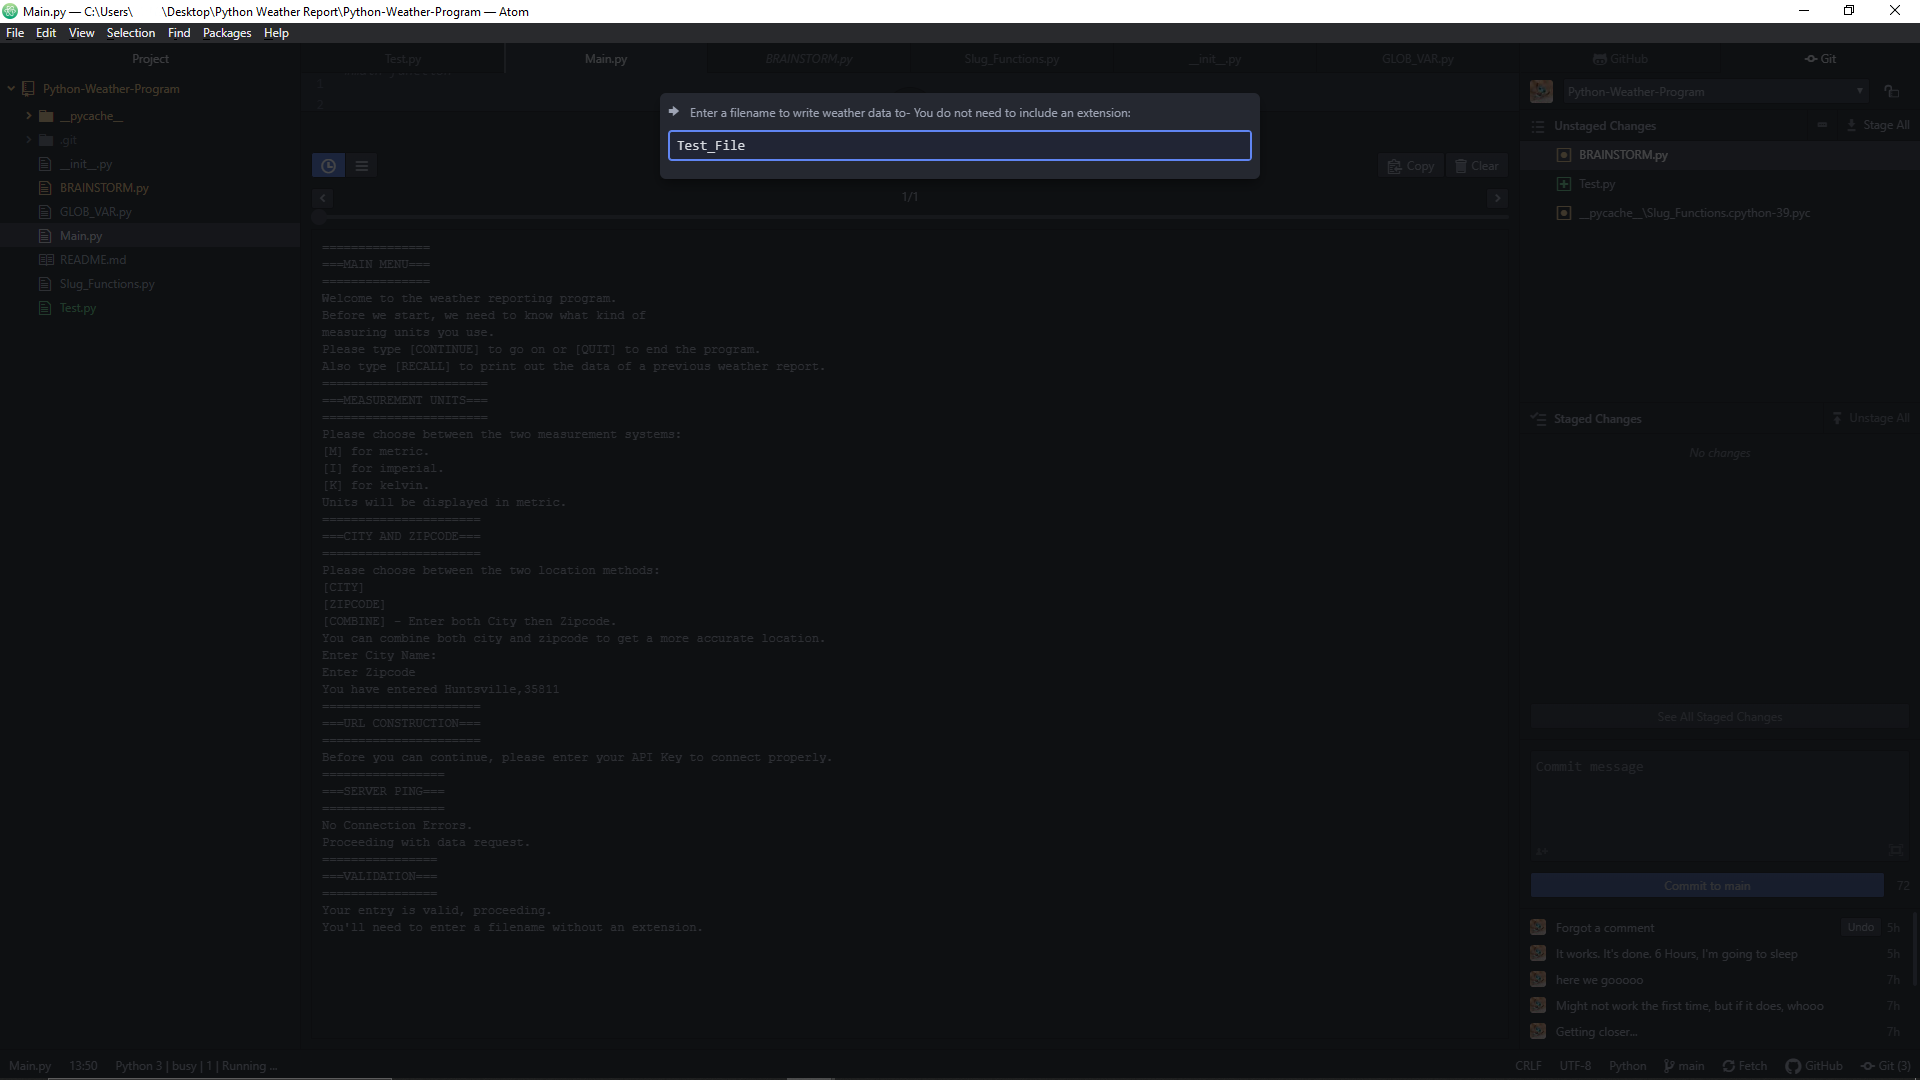 Main.py — C:\Users\ \Desktop\Python Weather Report\Python-Weather-Program — Atom
File Edit View Selection Find Packages Help
Project
Python-Weather-Program
__pycache__
.git
__init__.py
BRAINSTORM.py
GLOB_VAR.py
Main.py
README.md
Slug_Functions.py
Test.py
Test.py Main.py BRAINSTORM.py Slug_Functions.py __init__.py GLOB_VAR.py
1
2
Enter a filename to write weather data to- You do not need to include an extension:
Test_File
Copy Clear
1/1
===============
===MAIN MENU===
===============
Welcome to the weather reporting program.
Before we start, we need to know what kind of
measuring units you use.
Please type [CONTINUE] to go on or [QUIT] to end the program.
Also type [RECALL] to print out the data of a previous weather report.
=======================
===MEASUREMENT UNITS===
=======================
Please choose between the two measurement systems:
[M] for metric.
[I] for imperial.
[K] for kelvin.
Units will be displayed in metric.
======================
===CITY AND ZIPCODE===
======================
Please choose between the two location methods:
[CITY]
[ZIPCODE]
[COMBINE] - Enter both City then Zipcode.
You can combine both city and zipcode to get a more accurate location.
Enter City Name:
Enter Zipcode
You have entered Huntsville,35811
======================
===URL CONSTRUCTION===
======================
Before you can continue, please enter your API Key to connect properly.
=================
===SERVER PING===
=================
No Connection Errors.
Proceeding with data request.
================
===VALIDATION===
================
Your entry is valid, proceeding.
You'll need to enter a filename without an extension.
GitHub Git
Python-Weather-Program
Unstaged Changes Stage All
BRAINSTORM.py
Test.py
__pycache__\Slug_Functions.cpython-39.pyc
Staged Changes Unstage All
No changes
See All Staged Changes
Commit message
Commit to main 72
Forgot a comment Undo 5h
It works. It's done. 6 Hours, I'm going to sleep 5h
here we gooooo 7h
Might not work the first time, but if it does, whooo 7h
Getting closer... 7h
Main.py 13:50 Python 3 | busy | 1 | Running ... CRLF UTF-8 Python main Fetch GitHub Git (3)